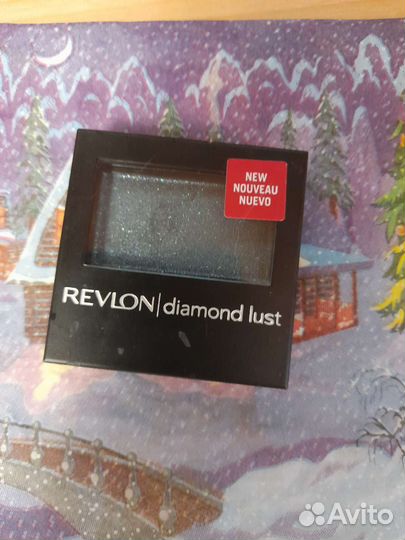 NEW
NOUVEAU
NUEVO
REVLON | diamond lust
Avito